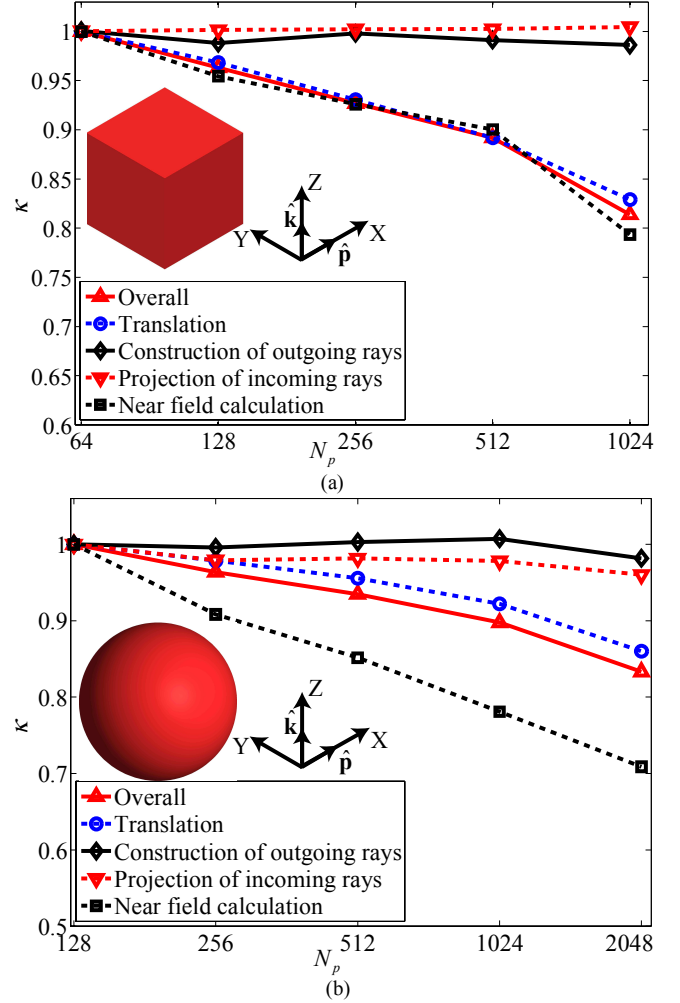 1
0.95
0.9
0.85
0.8
0.75
0.7
0.65
0.6
κ
Z
k̂
Y
X
p̂
Overall
Translation
Construction of outgoing rays
Projection of incoming rays
Near field calculation
64 128 256 512 1024
N_p
(a)
1
0.9
0.8
0.7
0.6
0.5
κ
Z
k̂
Y
X
p̂
Overall
Translation
Construction of outgoing rays
Projection of incoming rays
Near field calculation
128 256 512 1024 2048
N_p
(b)